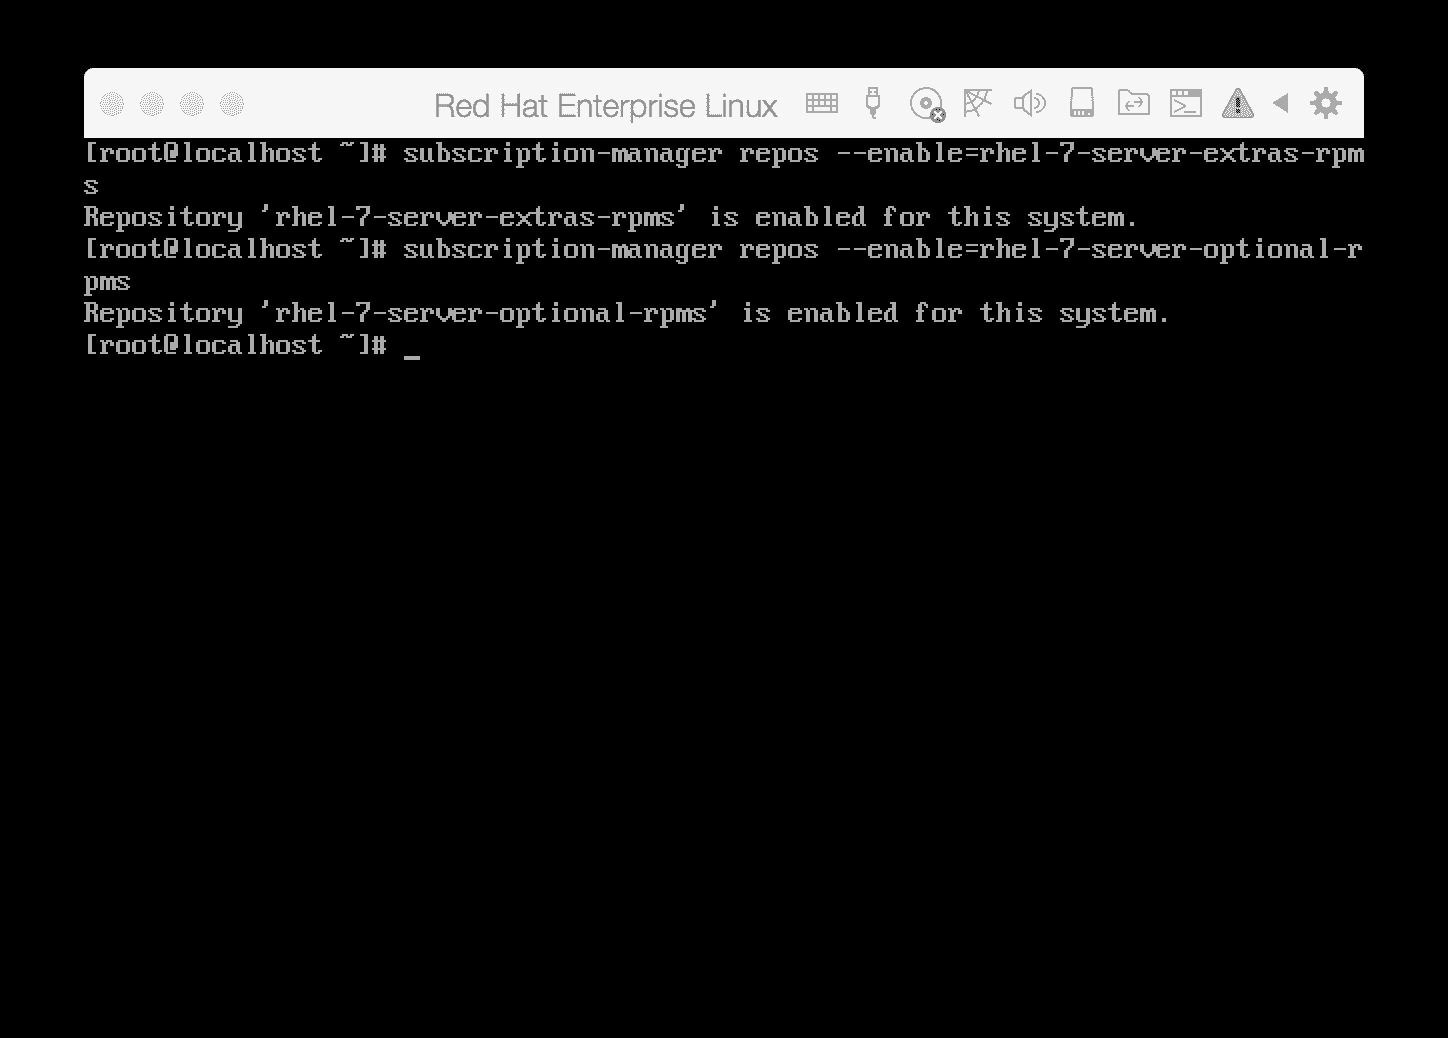 Red Hat Enterprise Linux
[root@localhost ~]# subscription-manager repos --enable=rhel-7-server-extras-rpm
s
Repository 'rhel-7-server-extras-rpms' is enabled for this system.
[root@localhost ~]# subscription-manager repos --enable=rhel-7-server-optional-r
pms
Repository 'rhel-7-server-optional-rpms' is enabled for this system.
[root@localhost ~]# _